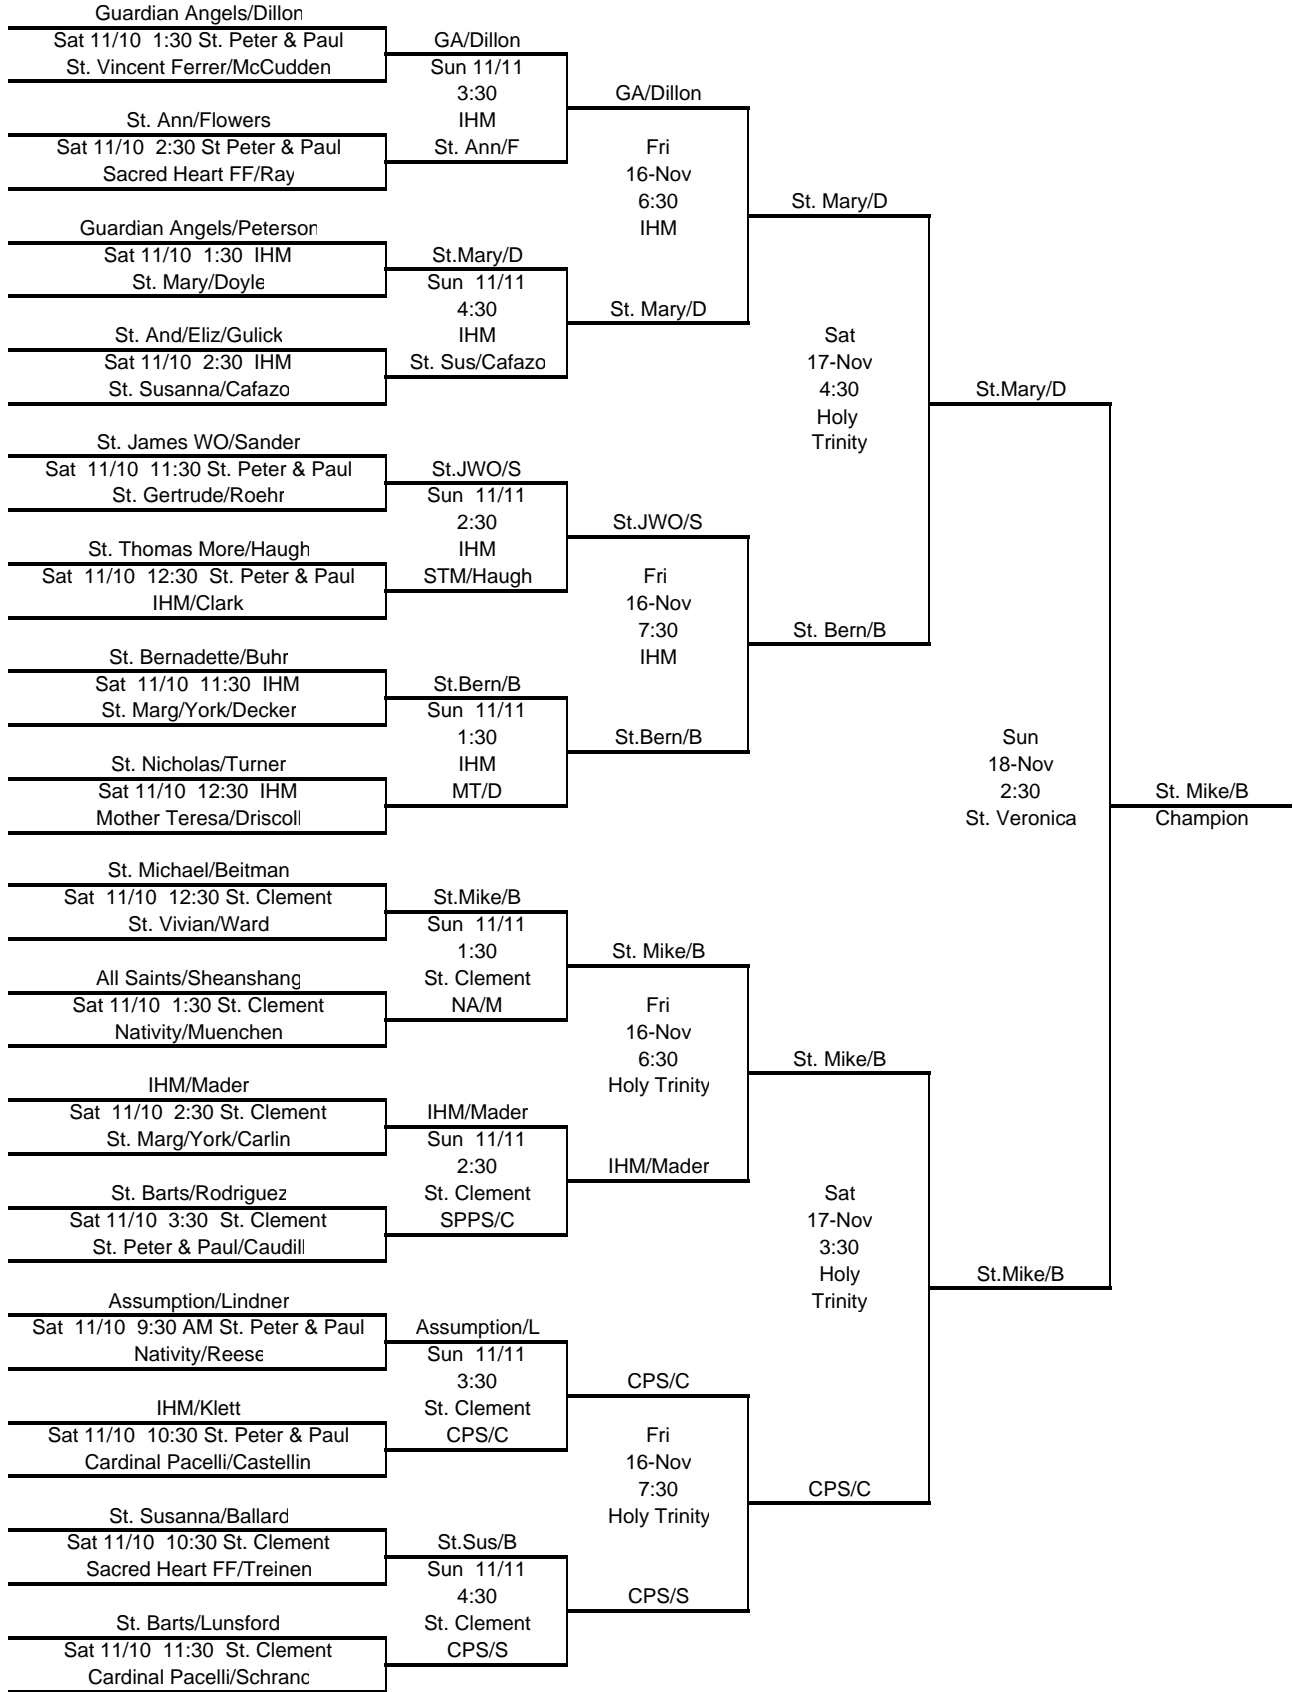 Guardian Angels/Dillon
Sat 11/10 1:30 St. Peter & Paul
St. Vincent Ferrer/McCudden
St. Ann/Flowers
Sat 11/10 2:30 St Peter & Paul
Sacred Heart FF/Ray
Guardian Angels/Peterson
Sat 11/10 1:30 IHM
St. Mary/Doyle
St. And/Eliz/Gulick
Sat 11/10 2:30 IHM
St. Susanna/Cafazo
St. James WO/Sander
Sat 11/10 11:30 St. Peter & Paul
St. Gertrude/Roehr
St. Thomas More/Haugh
Sat 11/10 12:30 St. Peter & Paul
IHM/Clark
St. Bernadette/Buhr
Sat 11/10 11:30 IHM
St. Marg/York/Decker
St. Nicholas/Turner
Sat 11/10 12:30 IHM
Mother Teresa/Driscoll
St. Michael/Beitman
Sat 11/10 12:30 St. Clement
St. Vivian/Ward
All Saints/Sheanshang
Sat 11/10 1:30 St. Clement
Nativity/Muenchen
IHM/Mader
Sat 11/10 2:30 St. Clement
St. Marg/York/Carlin
St. Barts/Rodriguez
Sat 11/10 3:30 St. Clement
St. Peter & Paul/Caudill
Assumption/Lindner
Sat 11/10 9:30 AM St. Peter & Paul
Nativity/Reese
IHM/Klett
Sat 11/10 10:30 St. Peter & Paul
Cardinal Pacelli/Castellin
St. Susanna/Ballard
Sat 11/10 10:30 St. Clement
Sacred Heart FF/Treinen
St. Barts/Lunsford
Sat 11/10 11:30 St. Clement
Cardinal Pacelli/Schrand
GA/Dillon
Sun 11/11
3:30
IHM
St. Ann/F
St.Mary/D
Sun 11/11
4:30
IHM
St. Sus/Cafazo
St.JWO/S
Sun 11/11
2:30
IHM
STM/Haugh
St.Bern/B
Sun 11/11
1:30
IHM
MT/D
St.Mike/B
Sun 11/11
1:30
St. Clement
NA/M
IHM/Mader
Sun 11/11
2:30
St. Clement
SPPS/C
Assumption/L
Sun 11/11
3:30
St. Clement
CPS/C
St.Sus/B
Sun 11/11
4:30
St. Clement
CPS/S
GA/Dillon
Fri
16-Nov
6:30
IHM
St. Mary/D
St.JWO/S
Fri
16-Nov
7:30
IHM
St.Bern/B
St. Mike/B
Fri
16-Nov
6:30
Holy Trinity
IHM/Mader
CPS/C
Fri
16-Nov
7:30
Holy Trinity
CPS/S
St. Mary/D
Sat
17-Nov
4:30
Holy
Trinity
St. Bern/B
St. Mike/B
Sat
17-Nov
3:30
Holy
Trinity
CPS/C
St.Mary/D
Sun
18-Nov
2:30
St. Veronica
St.Mike/B
St. Mike/B
Champion